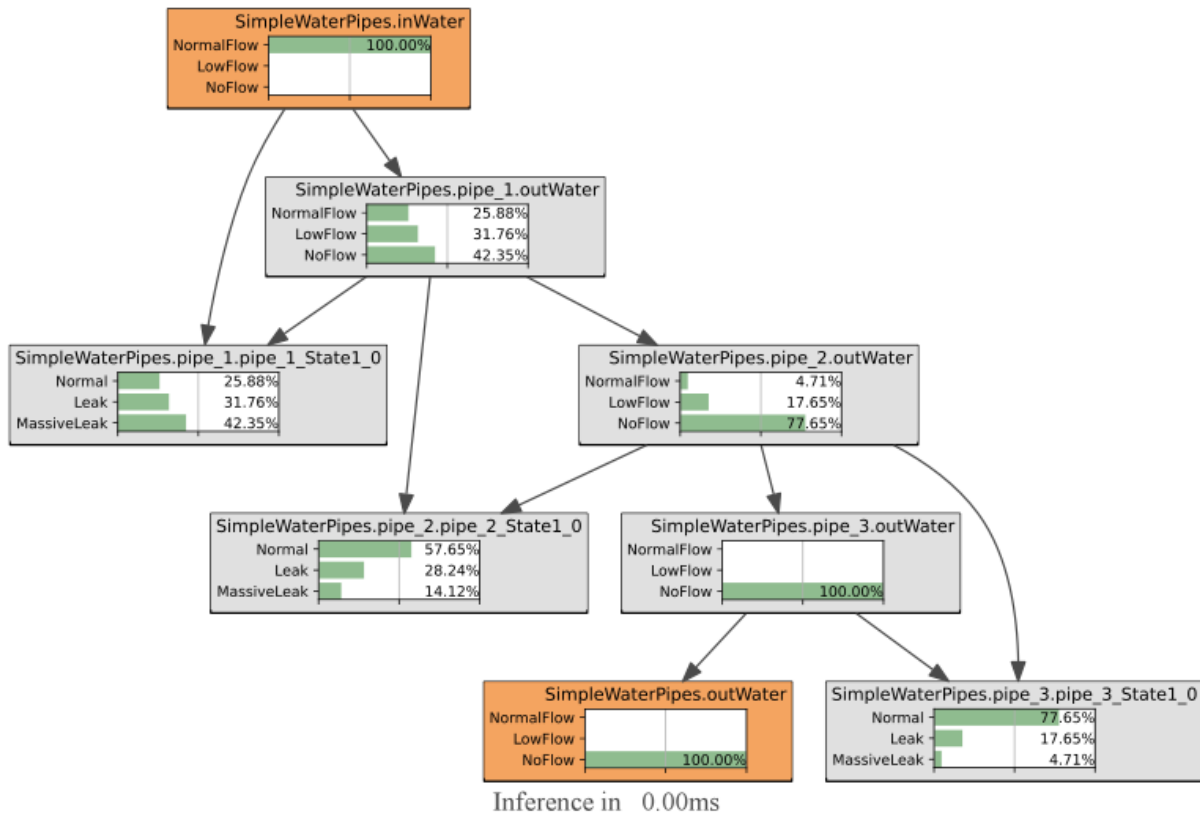 SimpleWaterPipes.inWater
NormalFlow 100.00%
LowFlow
NoFlow
SimpleWaterPipes.pipe_1.outWater
NormalFlow 25.88%
LowFlow 31.76%
NoFlow 42.35%
SimpleWaterPipes.pipe_1.pipe_1_State1_0
Normal 25.88%
Leak 31.76%
MassiveLeak 42.35%
SimpleWaterPipes.pipe_2.outWater
NormalFlow 4.71%
LowFlow 17.65%
NoFlow 77.65%
SimpleWaterPipes.pipe_2.pipe_2_State1_0
Normal 57.65%
Leak 28.24%
MassiveLeak 14.12%
SimpleWaterPipes.pipe_3.outWater
NormalFlow
LowFlow
NoFlow 100.00%
SimpleWaterPipes.outWater
NormalFlow
LowFlow
NoFlow 100.00%
SimpleWaterPipes.pipe_3.pipe_3_State1_0
Normal 77.65%
Leak 17.65%
MassiveLeak 4.71%
Inference in 0.00ms